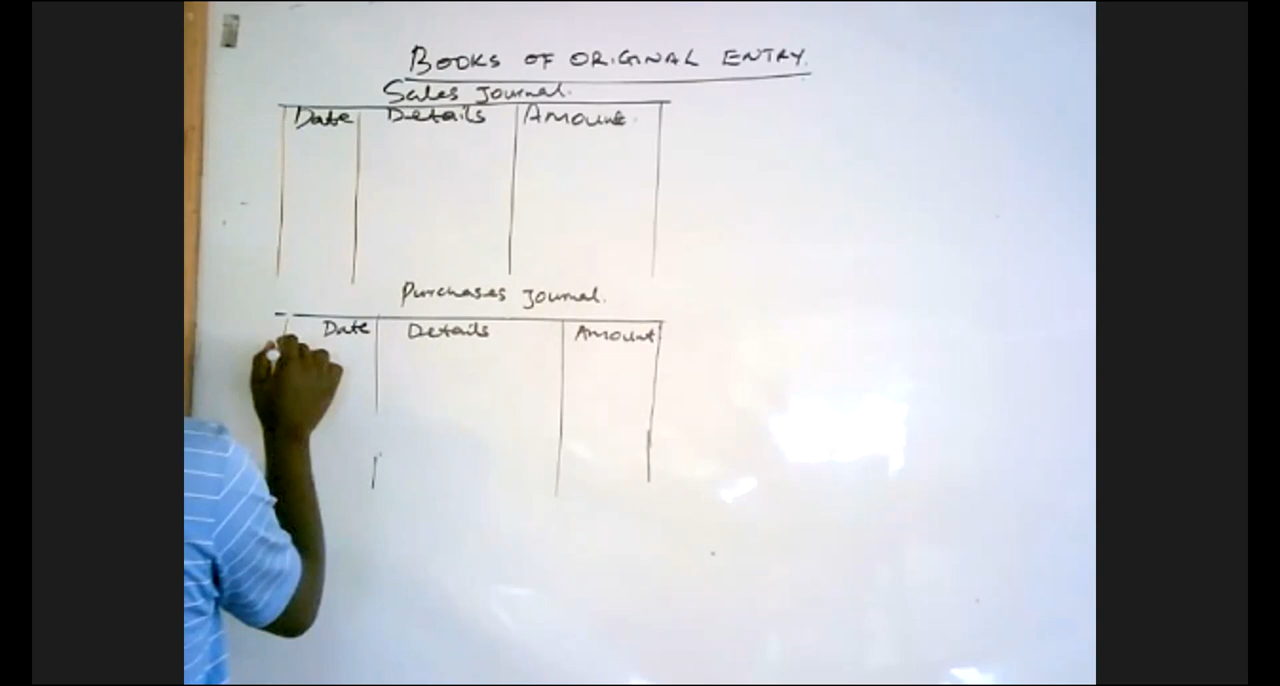 BOOKS OF ORIGINAL ENTRY.
Sales Journal.
Date Details Amount.
Purchases Journal.
Date Details Amount